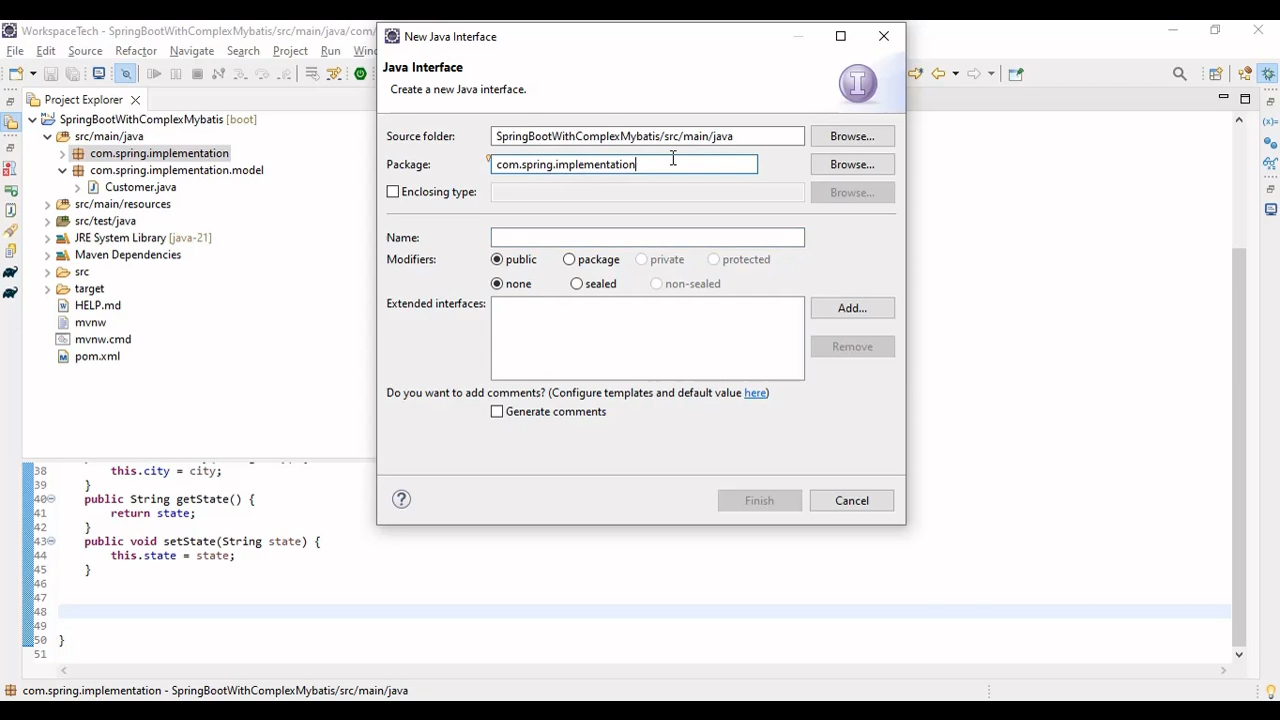 WorkspaceTech - SpringBootWithComplexMybatis/src/main/java/com/
File Edit Source Refactor Navigate Search Project Run Win
Project Explorer
SpringBootWithComplexMybatis [boot]
src/main/java
com.spring.implementation
com.spring.implementation.model
Customer.java
src/main/resources
src/test/java
JRE System Library [java-21]
Maven Dependencies
src
target
HELP.md
mvnw
mvnw.cmd
pom.xml
New Java Interface
Java Interface
Create a new Java interface.
Source folder: SpringBootWithComplexMybatis/src/main/java Browse...
Package: com.spring.implementation Browse...
Enclosing type: Browse...
Name:
Modifiers: public package private protected
none sealed non-sealed
Extended interfaces: Add...
Remove
Do you want to add comments? (Configure templates and default value here)
Generate comments
Finish Cancel
38 this.city = city;
39 }
40 public String getState() {
41 return state;
42 }
43 public void setState(String state) {
44 this.state = state;
45 }
46
47
48
49
50 }
51
com.spring.implementation - SpringBootWithComplexMybatis/src/main/java